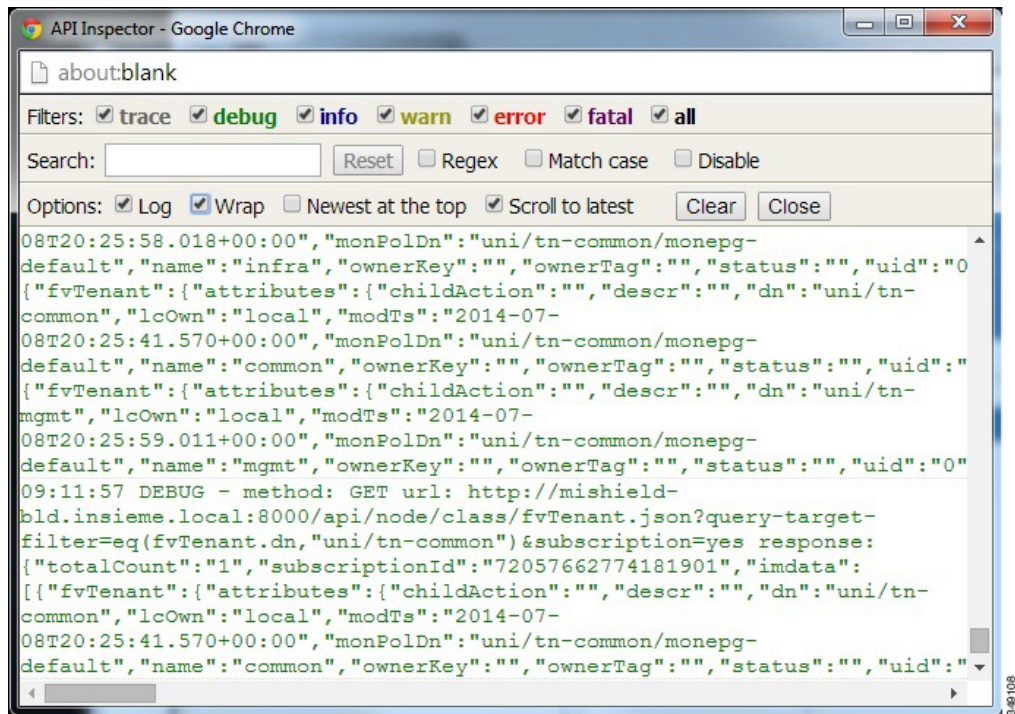 API Inspector - Google Chrome
about:blank
Filters: trace debug info warn error fatal all
Search: Reset Regex Match case Disable
Options: Log Wrap Newest at the top Scroll to latest Clear Close
08T20:25:58.018+00:00","monPolDn":"uni/tn-common/monepg-
default","name":"infra","ownerKey":"","ownerTag":"","status":"","uid":"0
{"fvTenant":{"attributes":{"childAction":"","descr":"","dn":"uni/tn-
common","lcOwn":"local","modTs":"2014-07-
08T20:25:41.570+00:00","monPolDn":"uni/tn-common/monepg-
default","name":"common","ownerKey":"","ownerTag":"","status":"","uid":"
{"fvTenant":{"attributes":{"childAction":"","descr":"","dn":"uni/tn-
mgmt","lcOwn":"local","modTs":"2014-07-
08T20:25:59.011+00:00","monPolDn":"uni/tn-common/monepg-
default","name":"mgmt","ownerKey":"","ownerTag":"","status":"","uid":"0"
09:11:57 DEBUG - method: GET url: http://mishield-
bld.insieme.local:8000/api/node/class/fvTenant.json?query-target-
filter=eq(fvTenant.dn,"uni/tn-common")&subscription=yes response:
{"totalCount":"1","subscriptionId":"72057662774181901","imdata":
[{"fvTenant":{"attributes":{"childAction":"","descr":"","dn":"uni/tn-
common","lcOwn":"local","modTs":"2014-07-
08T20:25:41.570+00:00","monPolDn":"uni/tn-common/monepg-
default","name":"common","ownerKey":"","ownerTag":"","status":"","uid":"
349108